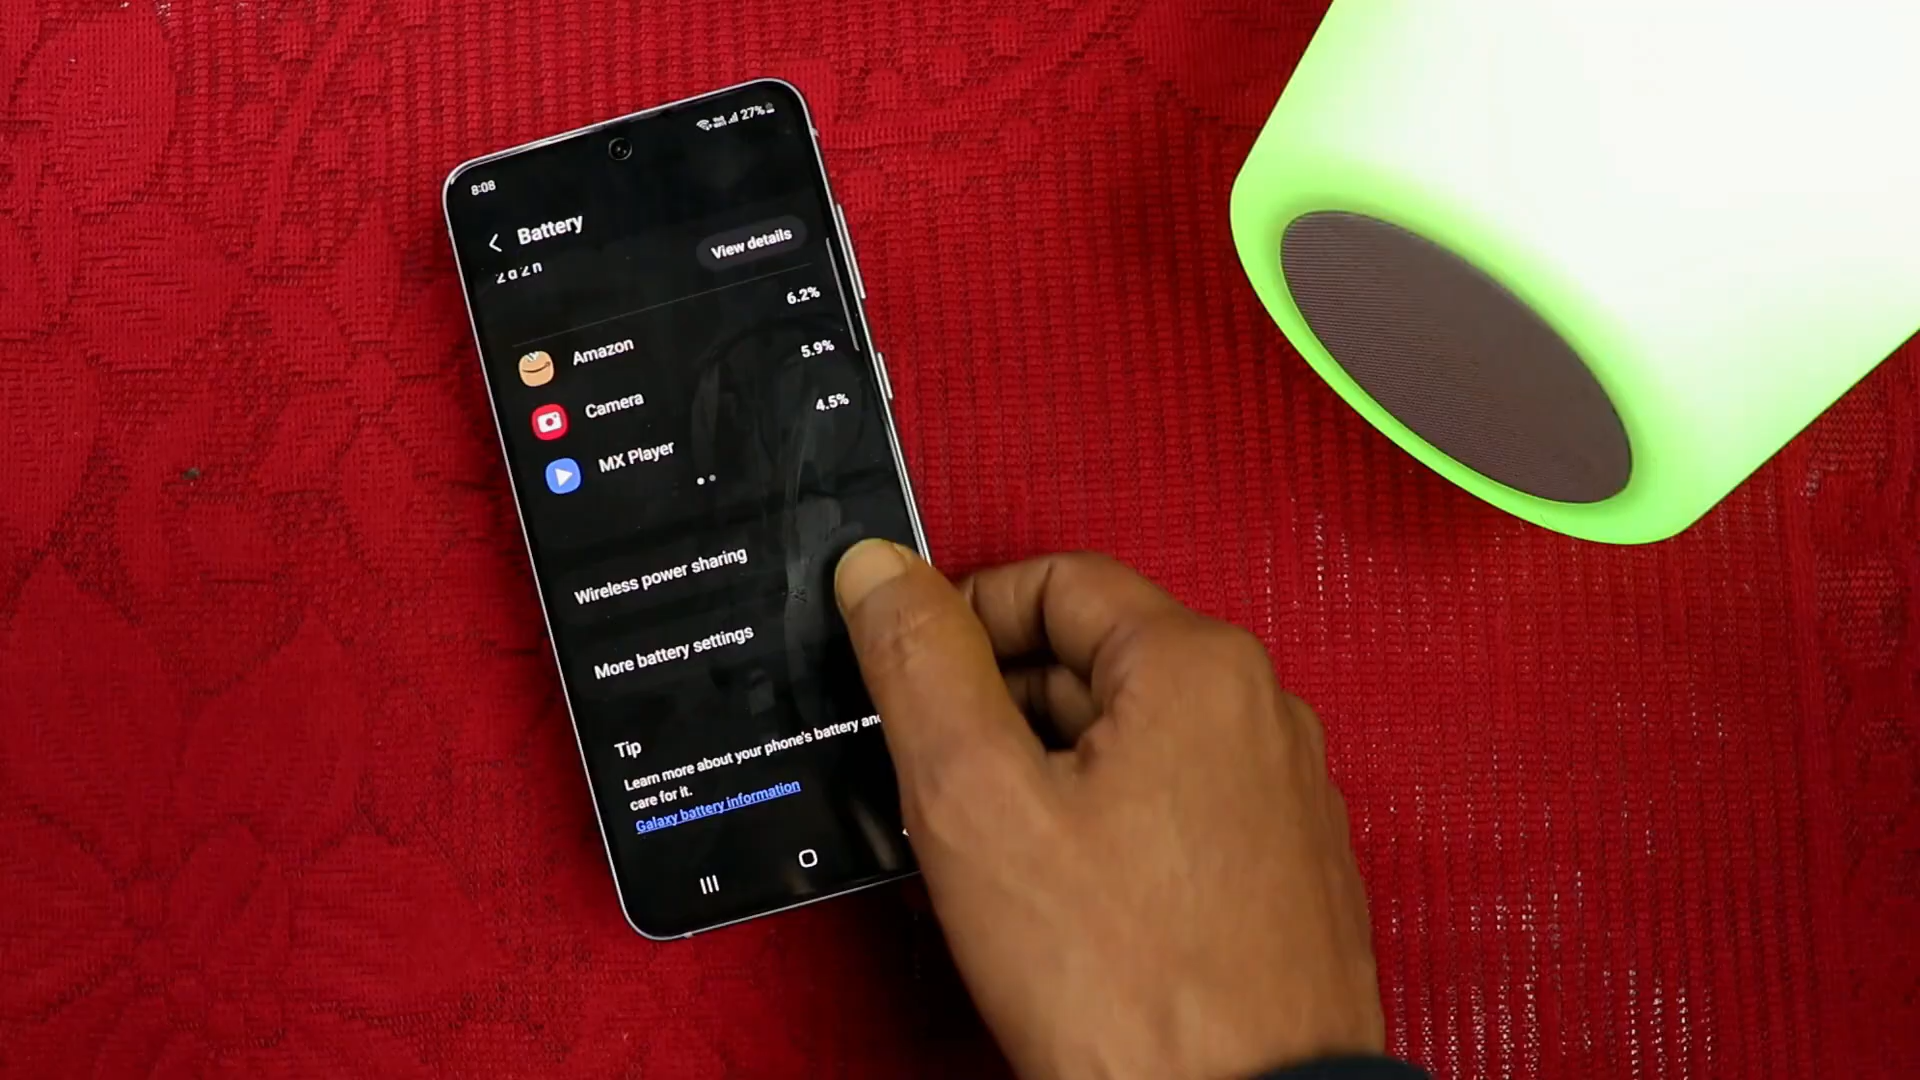 8:08
27%
Battery
View details
Amazon 6.2%
Camera 5.9%
MX Player 4.5%
Wireless power sharing
More battery settings
Tip
Learn more about your phone's battery and
care for it.
Galaxy battery information